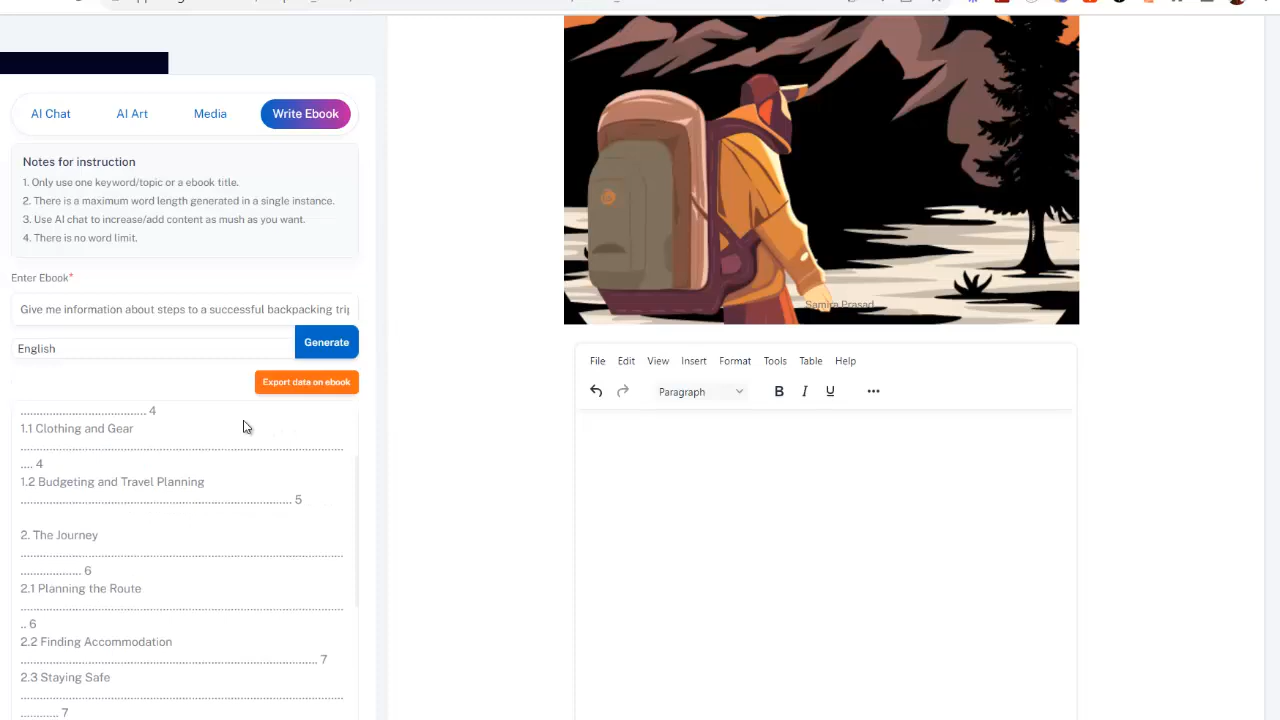 AI Chat
AI Art
Media
Write Ebook
Notes for instruction
1. Only use one keyword/topic or a ebook title.
2. There is a maximum word length generated in a single instance.
3. Use AI chat to increase/add content as mush as you want.
4. There is no word limit.
Enter Ebook*
Give me information about steps to a successful backpacking trip
English
Generate
Export data on ebook
.................................... 4
1.1 Clothing and Gear
..........................................................................................
.... 4
1.2 Budgeting and Travel Planning
............................................................................. 5
2. The Journey
..........................................................................................
................... 6
2.1 Planning the Route
..........................................................................................
.. 6
2.2 Finding Accommodation
.................................................................................... 7
2.3 Staying Safe
..........................................................................................
............ 7
Samira Prasad
File Edit View Insert Format Tools Table Help
Paragraph B I U